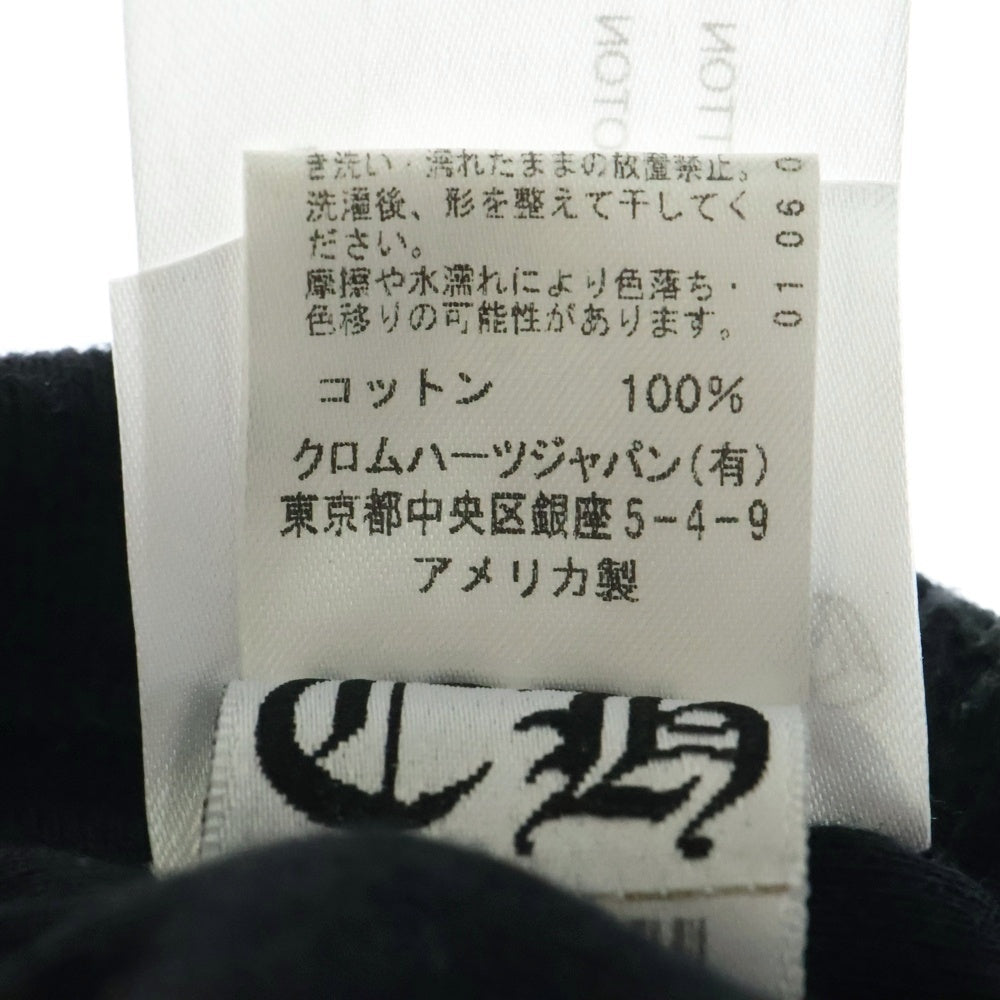 き洗い・濡れたままの放置禁止。
洗濯後、形を整えて干してく
ださい。
摩擦や水濡れにより色落ち・
色移りの可能性があります。
コットン 100%
クロムハーツジャパン(有)
東京都中央区銀座5-4-9
アメリカ製
01060
CH